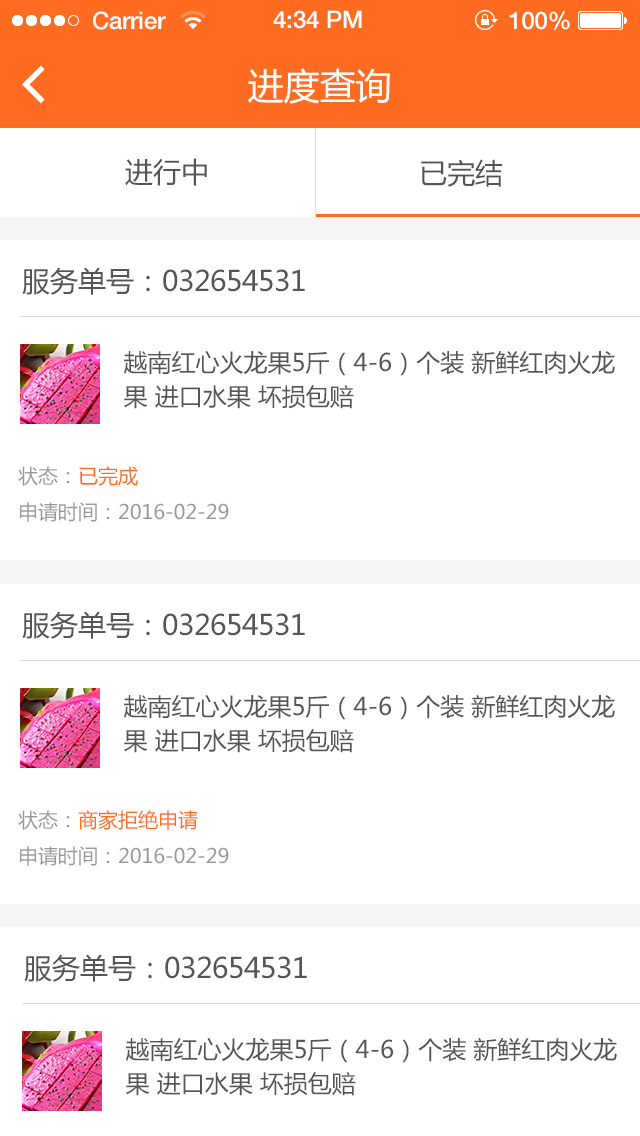 Carrier 4:34 PM 100%
进度查询
进行中 已完结
服务单号：032654531
越南红心火龙果5斤（4-6）个装 新鲜红肉火龙
果 进口水果 坏损包赔
状态：已完成
申请时间：2016-02-29
服务单号：032654531
越南红心火龙果5斤（4-6）个装 新鲜红肉火龙
果 进口水果 坏损包赔
状态：商家拒绝申请
申请时间：2016-02-29
服务单号：032654531
越南红心火龙果5斤（4-6）个装 新鲜红肉火龙
果 进口水果 坏损包赔